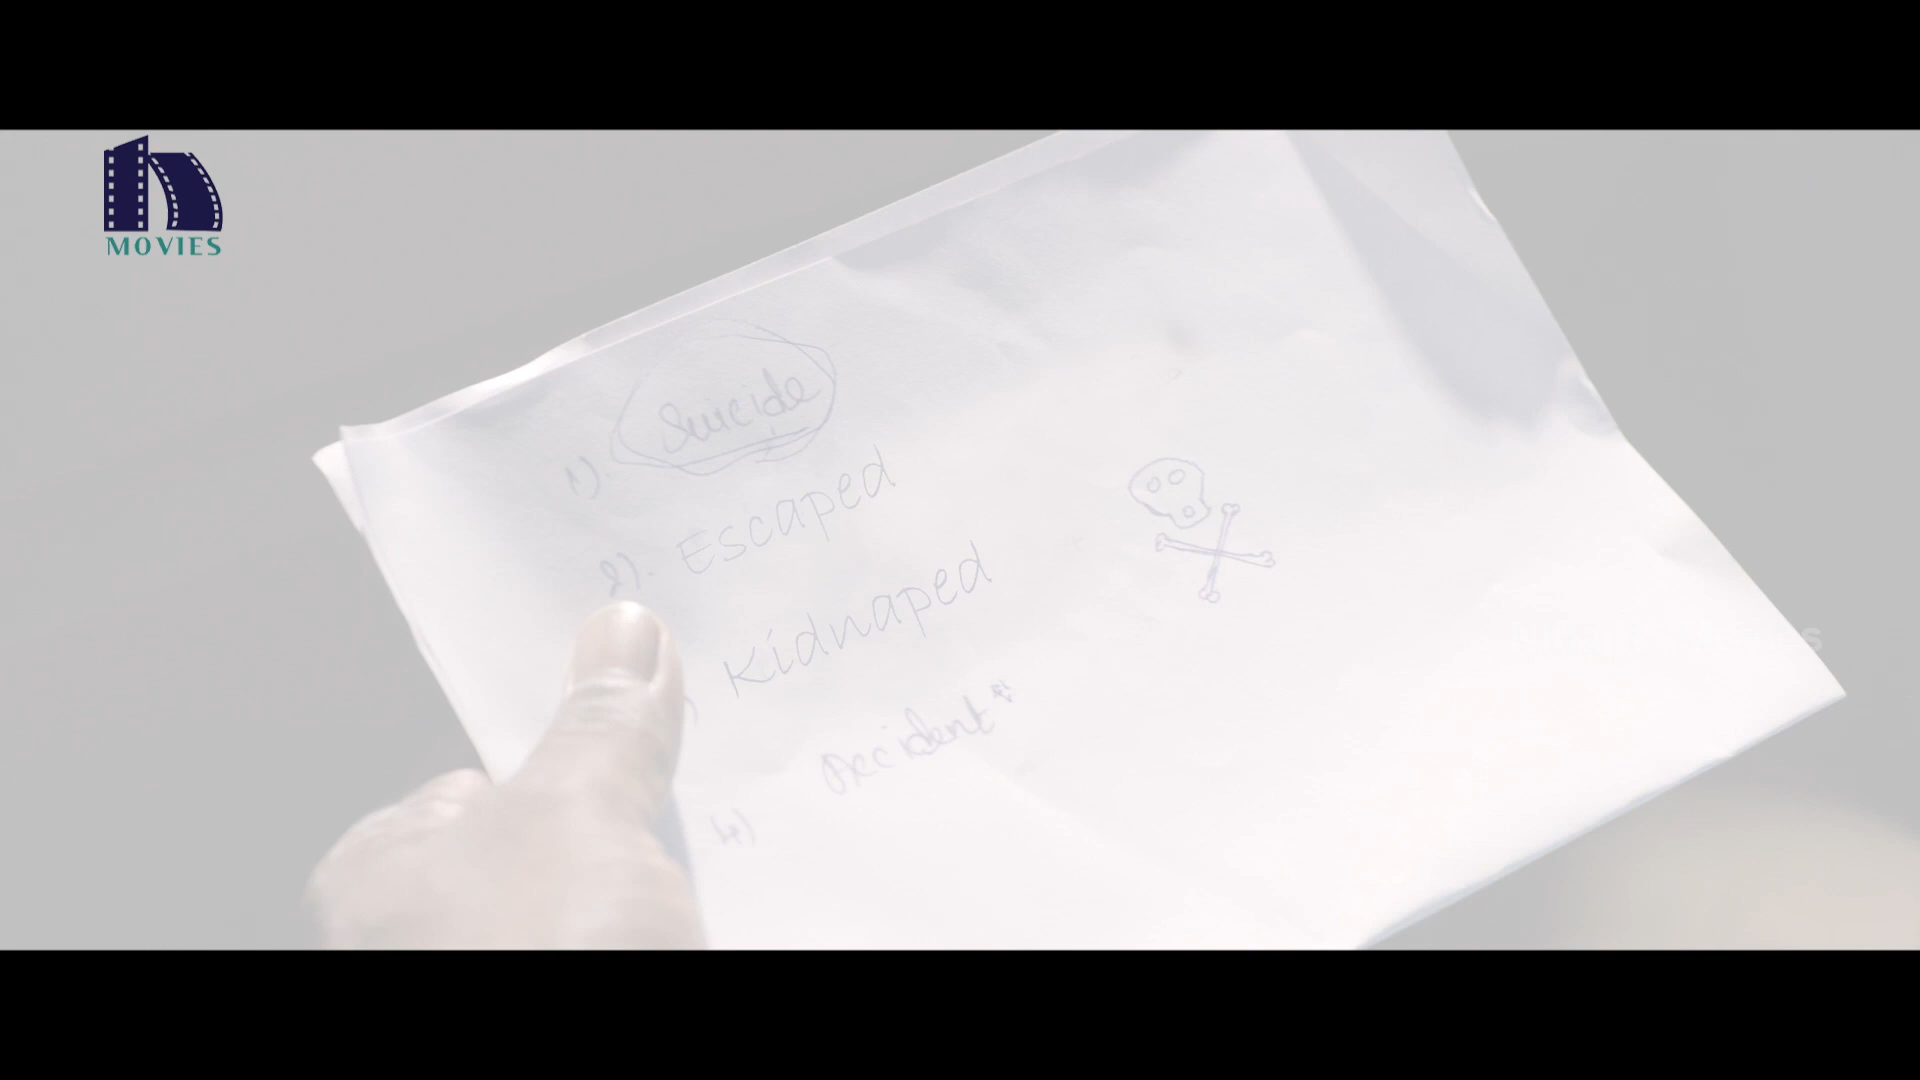 MOVIES
1). Suicide
2). Escaped
) Kidnaped
4) Accident